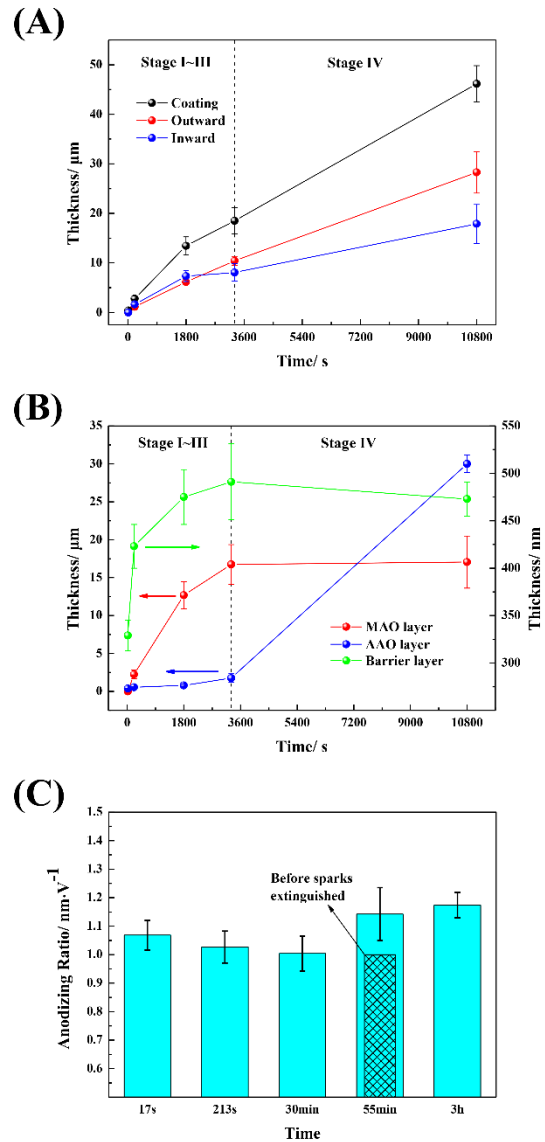 (A)
Stage I~III Stage IV
Coating
Outward
Inward
Thickness/ μm
50
40
30
20
10
0
0 1800 3600 5400 7200 9000 10800
Time/ s
(B)
Stage I~III Stage IV
Thickness/ μm
35
30
25
20
15
10
5
0
550
500
450
400
350
300
Thickness/ nm
MAO layer
AAO layer
Barrier layer
0 1800 3600 5400 7200 9000 10800
Time/ s
(C)
Anodizing Ratio/ nm·V⁻¹
1.5
1.4
1.3
1.2
1.1
1.0
0.9
0.8
0.7
0.6
Before sparks
extinguished
17s 213s 30min 55min 3h
Time